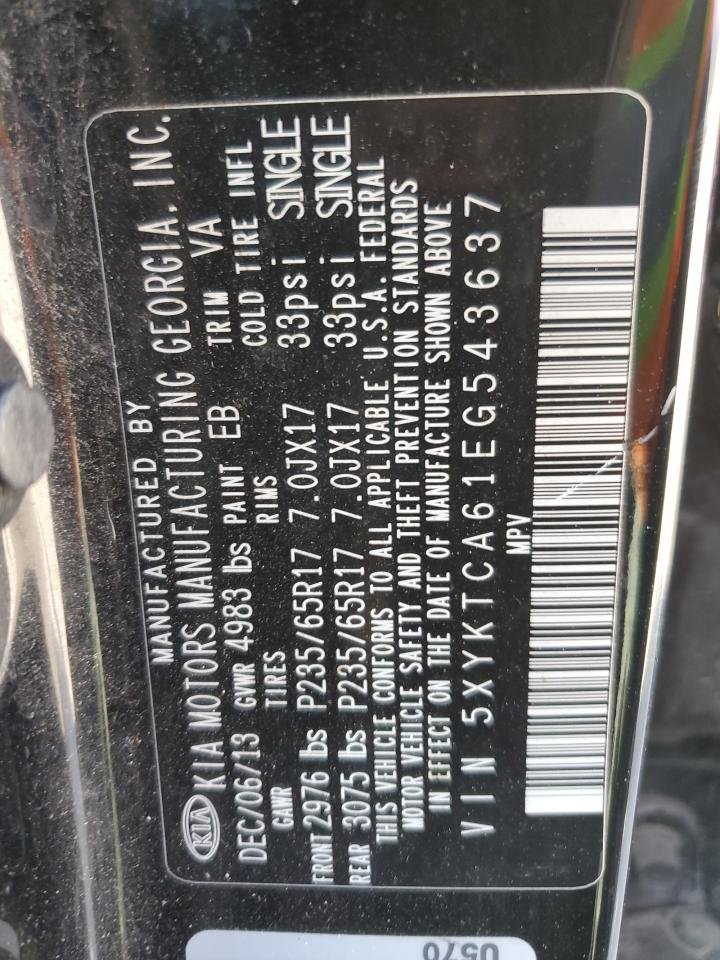 MANUFACTURED BY
KIA KIA MOTORS MANUFACTURING GEORGIA. INC.
DEC/06/13 GVWR 4983 lbs PAINT EB TRIM VA
GAWR TIRES RIMS COLD TIRE INFL
FRONT 2976 lbs P235/65R17 7.0JX17 33psi SINGLE
REAR 3075 lbs P235/65R17 7.0JX17 33psi SINGLE
THIS VEHICLE CONFORMS TO ALL APPLICABLE U.S.A. FEDERAL
MOTOR VEHICLE SAFETY AND THEFT PREVENTION STANDARDS
IN EFFECT ON THE DATE OF MANUFACTURE SHOWN ABOVE
VIN 5XYKTCA61EG543637
MPV
U570